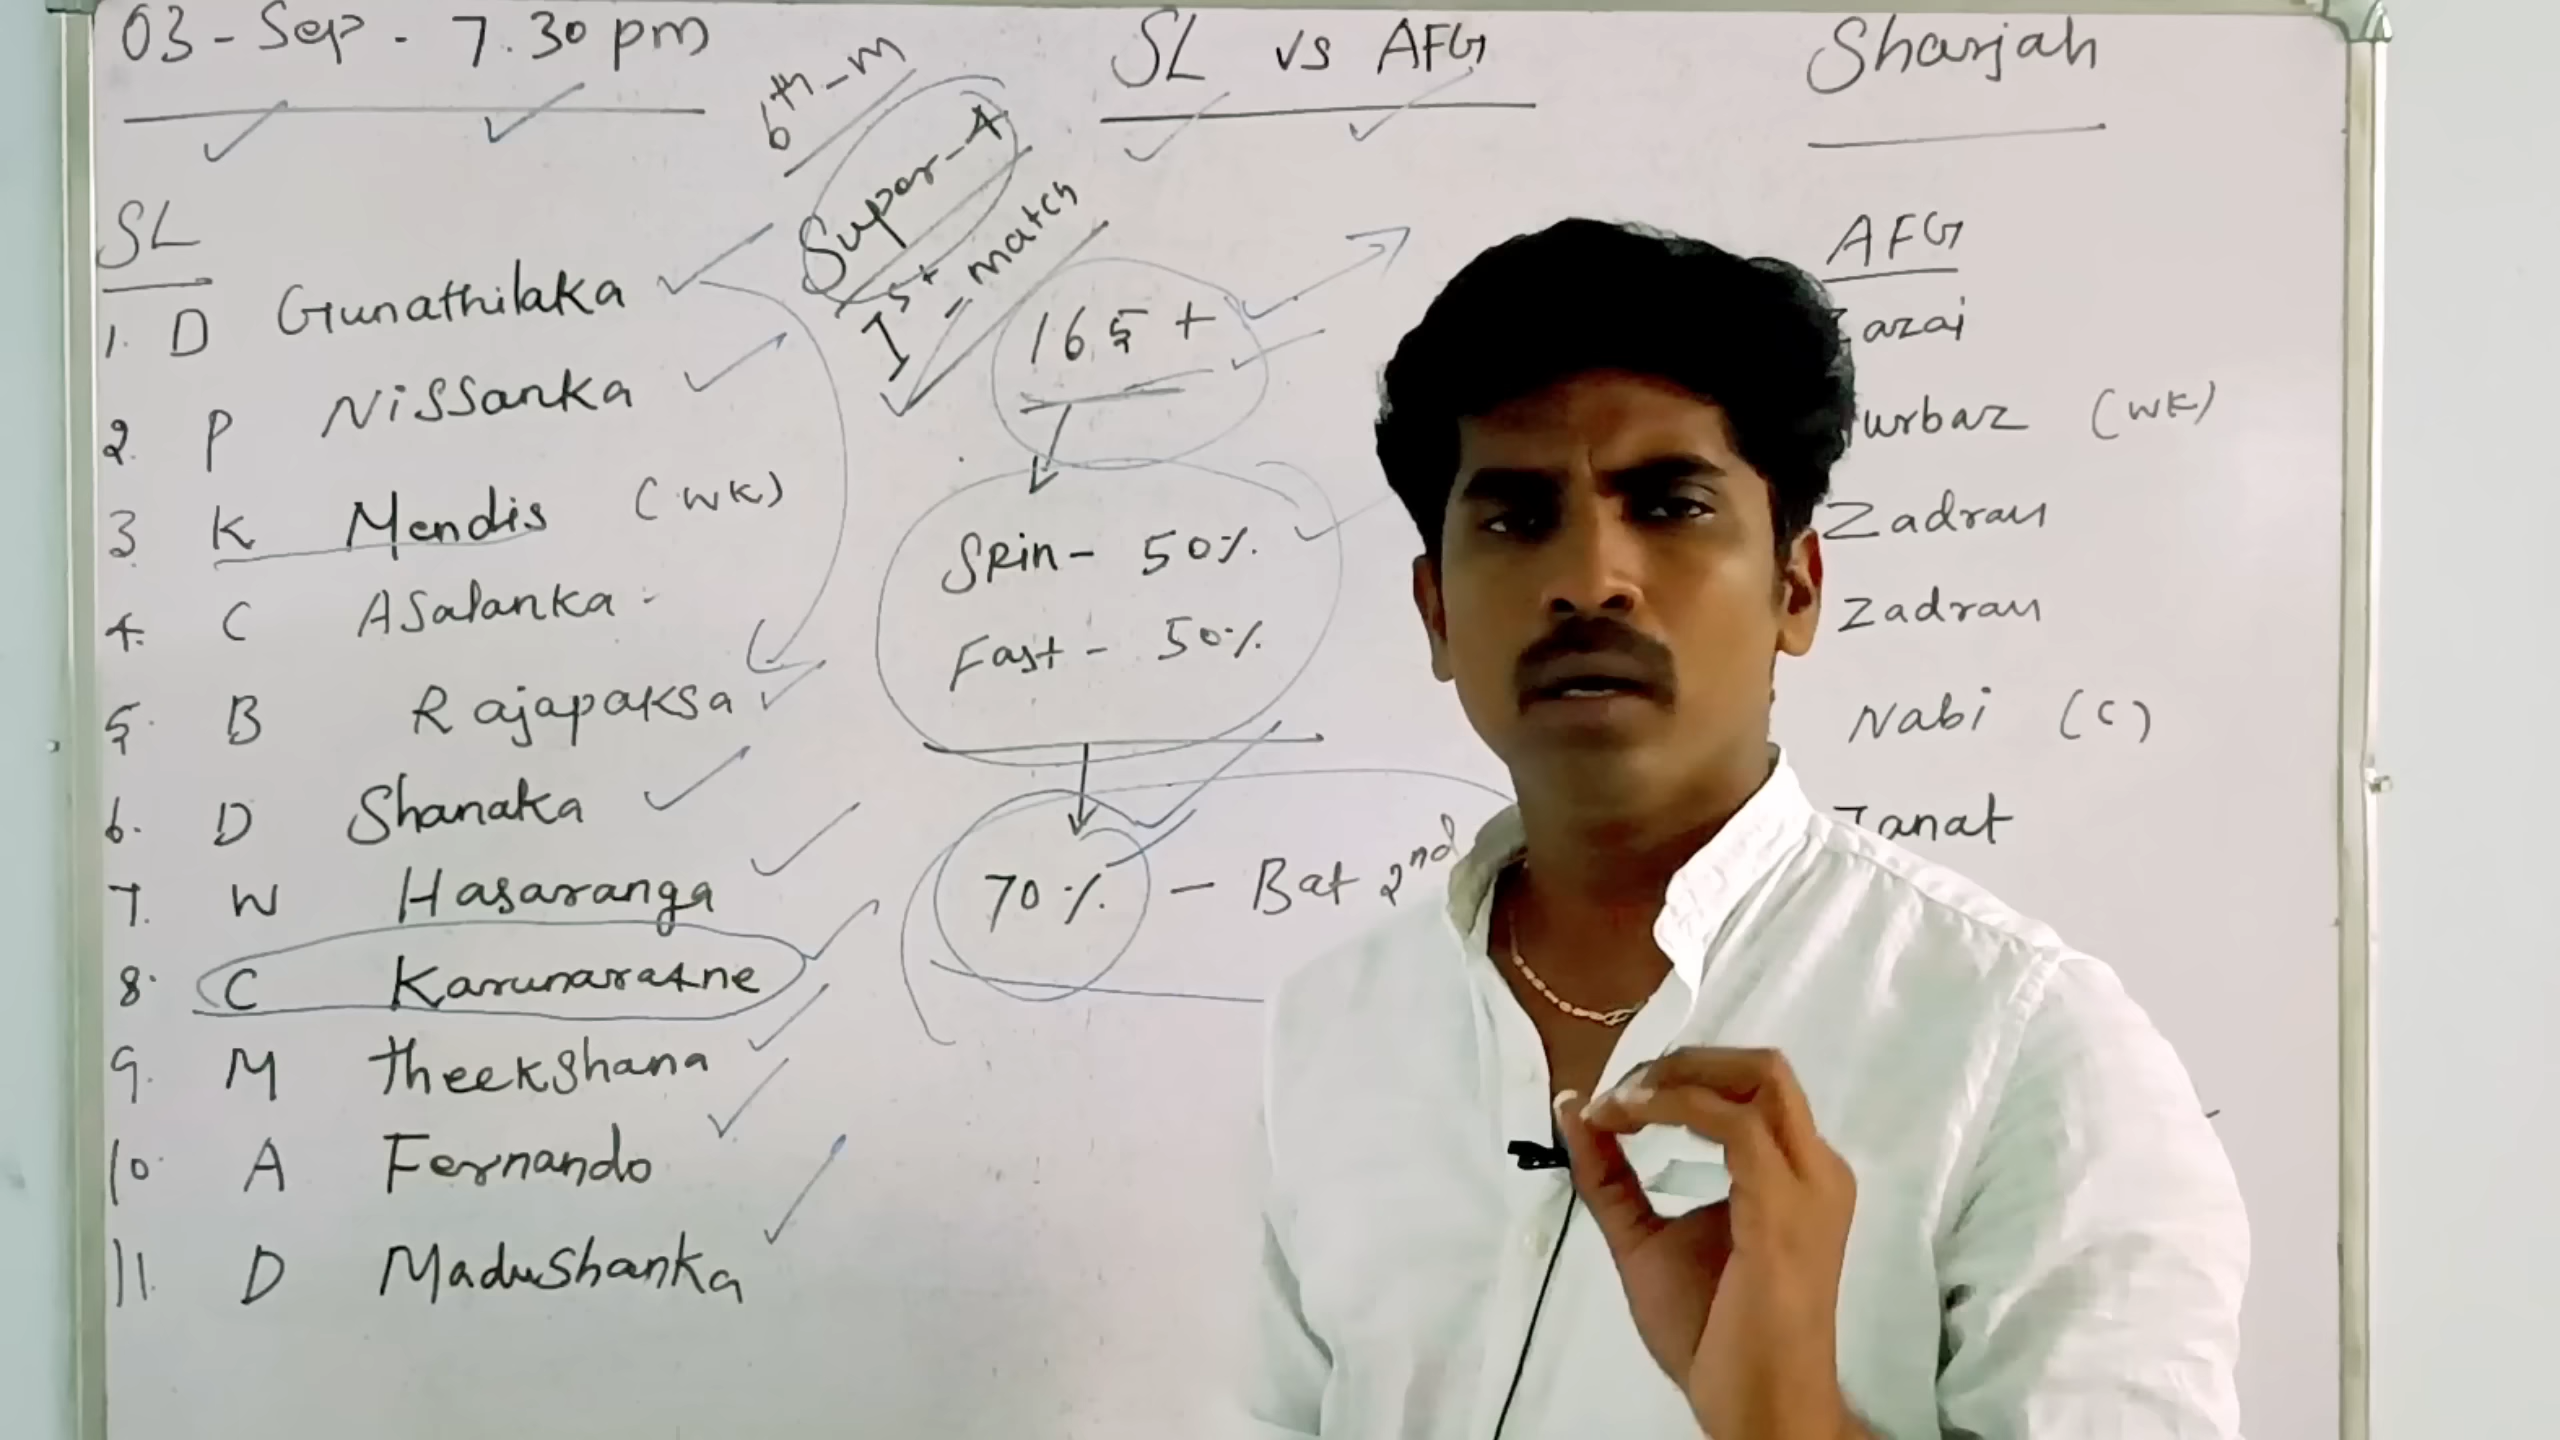 03 - Sep - 7.30 pm
SL vs AFG
Sharjah
6th - m
Super - 4
1st - match
SL
1. D Gunathilaka
2. P Nissanka
3 K Mendis (wk)
4. C Asalanka
5. B Rajapaksa
6. D Shanaka
7. W Hasaranga
8. C Karunaratne
9. M theekshana
10. A Fernando
11. D Madushanka
165 +
Spin - 50%
Fast - 50%
70% - Bat 2nd
AFG
azai
urbaz (wk)
Zadran
Zadran
Nabi (c)
Janat